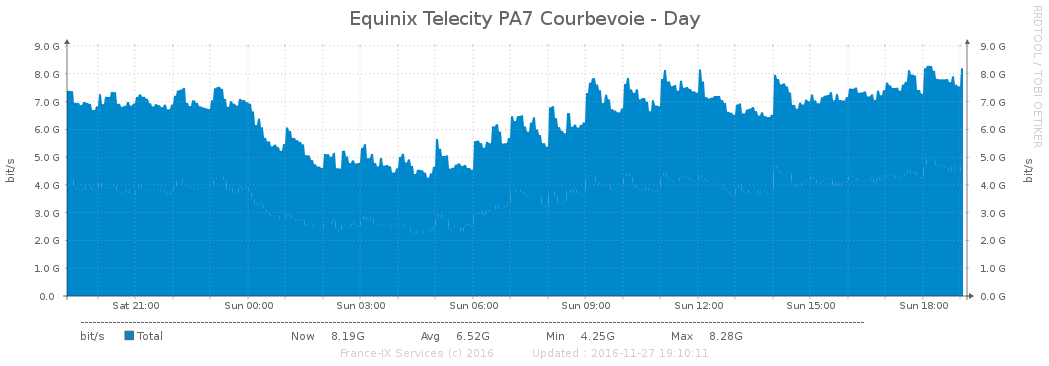 Equinix Telecity PA7 Courbevoie - Day
RRDTOOL / TOBI OETIKER
9.0 G 9.0 G
8.0 G 8.0 G
7.0 G 7.0 G
6.0 G 6.0 G
5.0 G 5.0 G
4.0 G 4.0 G
3.0 G 3.0 G
2.0 G 2.0 G
1.0 G 1.0 G
0.0 0.0 G
bit/s bit/s
Sat 21:00 Sun 00:00 Sun 03:00 Sun 06:00 Sun 09:00 Sun 12:00 Sun 15:00 Sun 18:00
bit/s Total Now 8.19G Avg 6.52G Min 4.25G Max 8.28G
France-IX Services (c) 2016 Updated : 2016-11-27 19:10:11